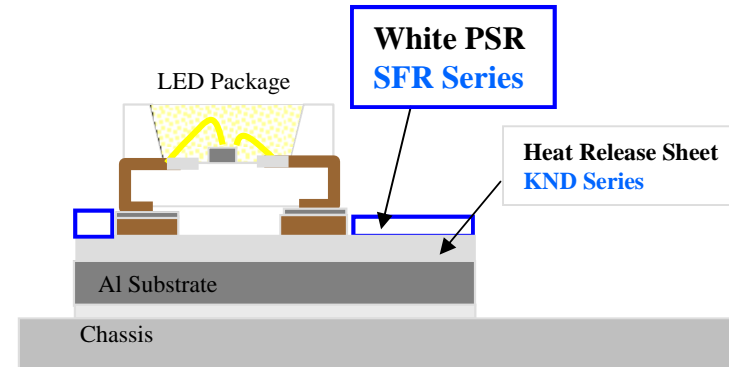 White PSR
SFR Series
LED Package
Heat Release Sheet
KND Series
Al Substrate
Chassis